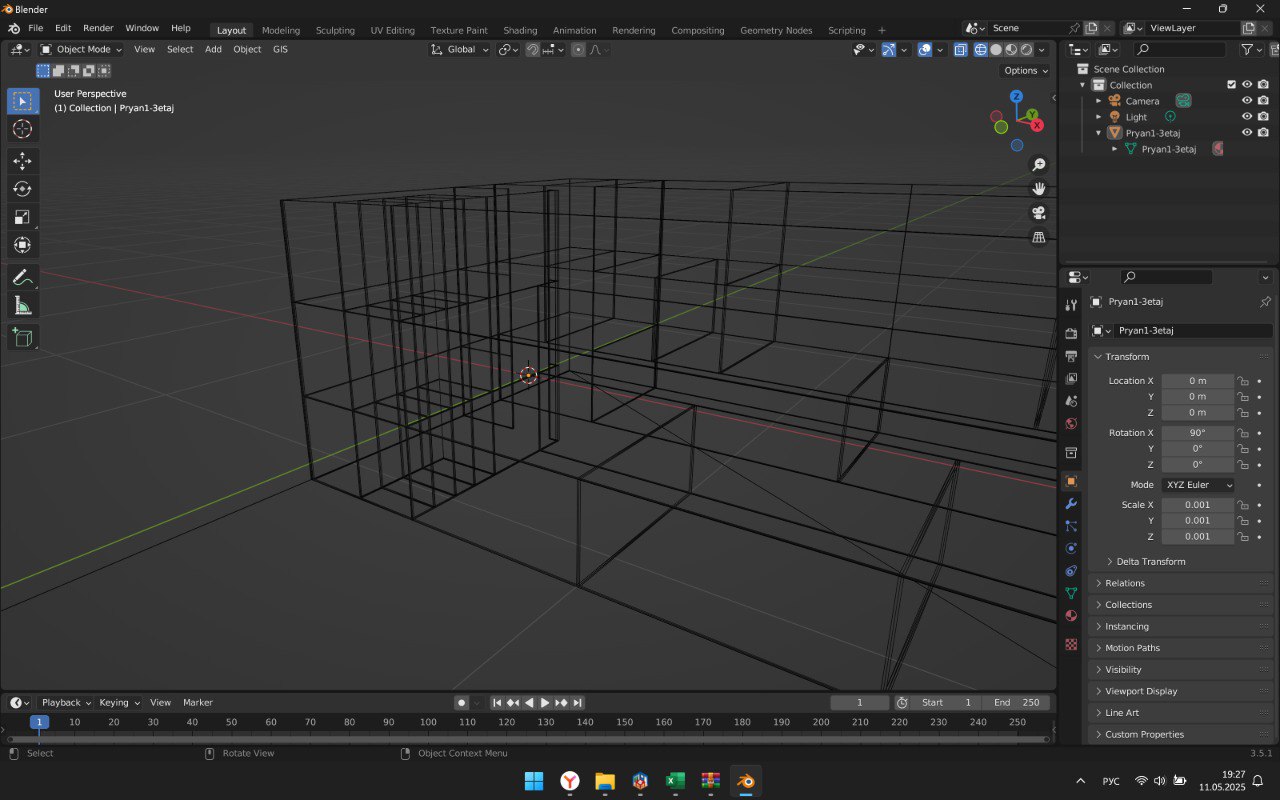 Blender
File Edit Render Window Help Layout Modeling Sculpting UV Editing Texture Paint Shading Animation Rendering Compositing Geometry Nodes Scripting + Scene ViewLayer
Object Mode View Select Add Object GIS Global
Options
User Perspective
(1) Collection | Pryan1-3etaj
Z
Y
X
Scene Collection
Collection
Camera
Light
Pryan1-3etaj
Pryan1-3etaj
Pryan1-3etaj
Pryan1-3etaj
Transform
Location X 0 m
Y 0 m
Z 0 m
Rotation X 90°
Y 0°
Z 0°
Mode XYZ Euler
Scale X 0.001
Y 0.001
Z 0.001
Delta Transform
Relations
Collections
Instancing
Motion Paths
Visibility
Viewport Display
Line Art
Custom Properties
Playback Keying View Marker 1 Start 1 End 250
1 10 20 30 40 50 60 70 80 90 100 110 120 130 140 150 160 170 180 190 200 210 220 230 240 250
Select Rotate View Object Context Menu 3.5.1
РУС 19:27
11.05.2025